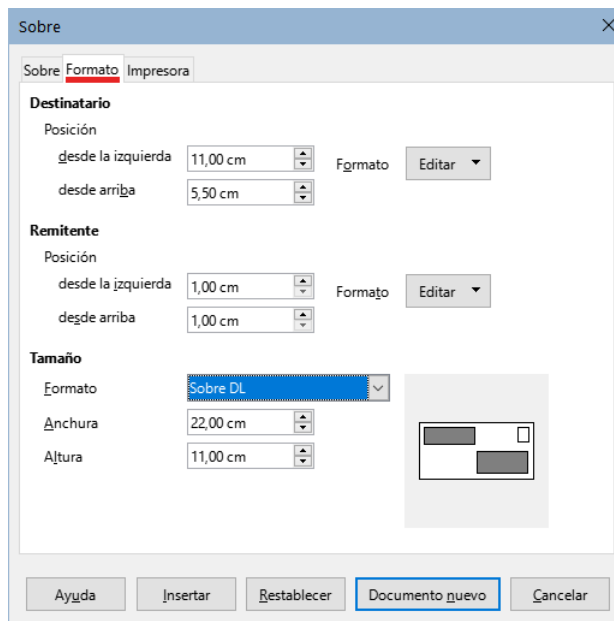 Sobre
Sobre Formato Impresora
Destinatario
Posición
desde la izquierda 11,00 cm Formato Editar
desde arriba 5,50 cm
Remitente
Posición
desde la izquierda 1,00 cm Formato Editar
desde arriba 1,00 cm
Tamaño
Formato Sobre DL
Anchura 22,00 cm
Altura 11,00 cm
Ayuda Insertar Restablecer Documento nuevo Cancelar